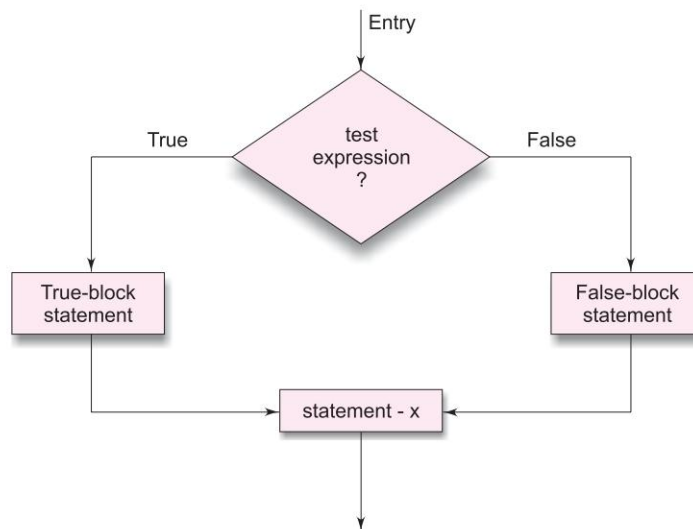 Entry
True
test
expression
?
False
True-block
statement
False-block
statement
statement - x